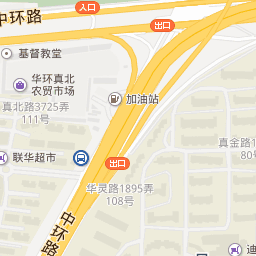 入口
出口
中环路
基督教堂
华环真北
农贸市场
加油站
真北路3725弄
111号
真金路1
80弄
联华超市
出口
华灵路1895弄
108号
中环路
迪